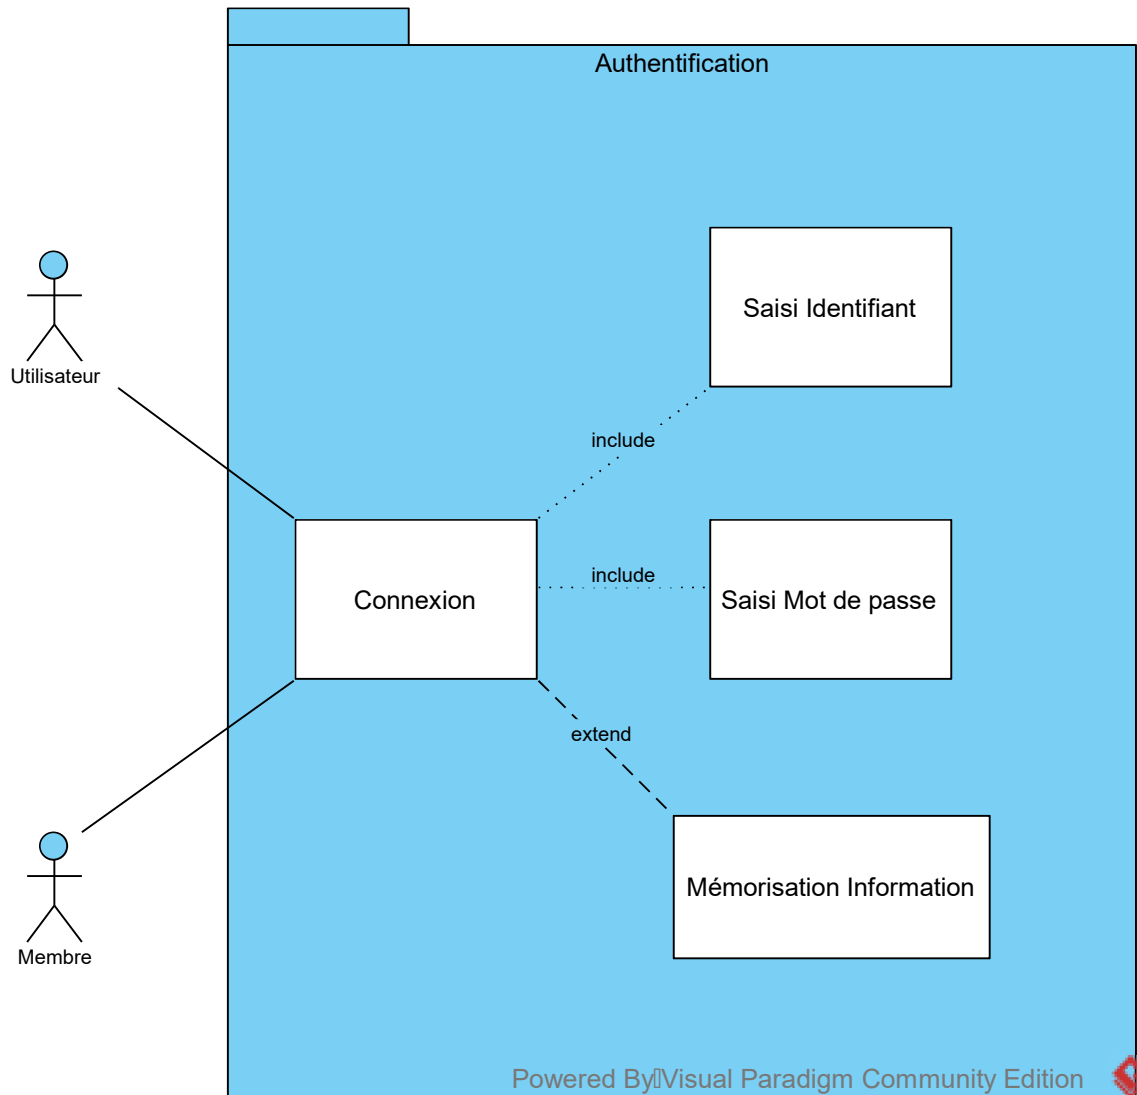 Authentification
Saisi Identifiant
Utilisateur
include
include
Connexion
Saisi Mot de passe
extend
Mémorisation Information
Membre
Powered By Visual Paradigm Community Edition